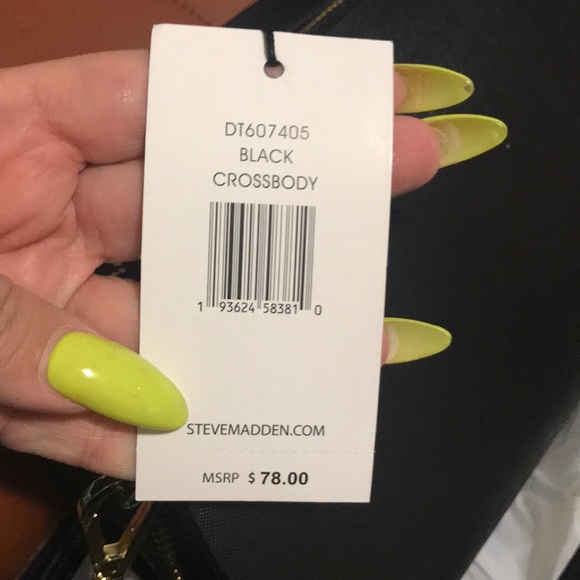 DT607405
BLACK
CROSSBODY
1 93624 58381 0
STEVEMADDEN.COM
MSRP $ 78.00